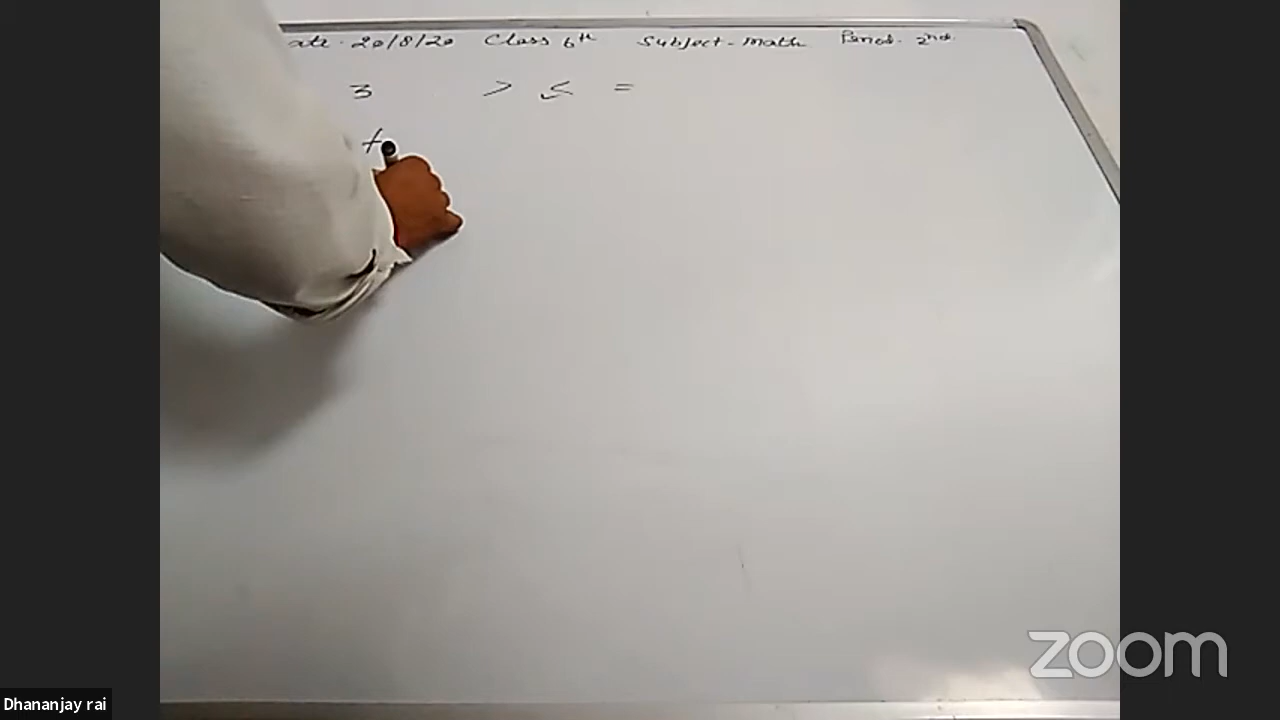 ate. 20/8/20 Class 6th Subject - Math Period. 2nd
3 > < =
+
zoom
Dhananjay rai